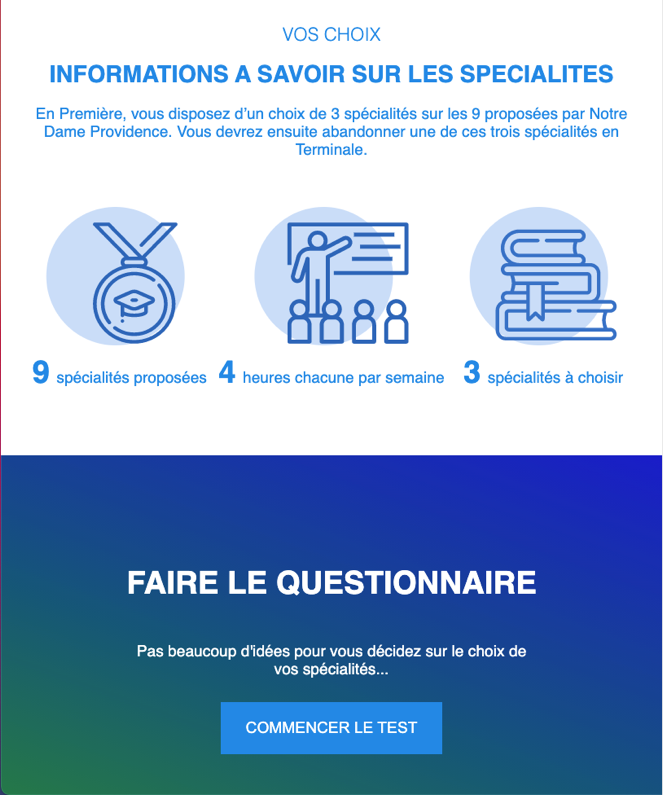 VOS CHOIX
INFORMATIONS A SAVOIR SUR LES SPECIALITES
En Première, vous disposez d'un choix de 3 spécialités sur les 9 proposées par Notre
Dame Providence. Vous devrez ensuite abandonner une de ces trois spécialités en
Terminale.
9 spécialités proposées 4 heures chacune par semaine 3 spécialités à choisir
FAIRE LE QUESTIONNAIRE
Pas beaucoup d'idées pour vous décidez sur le choix de
vos spécialités...
COMMENCER LE TEST